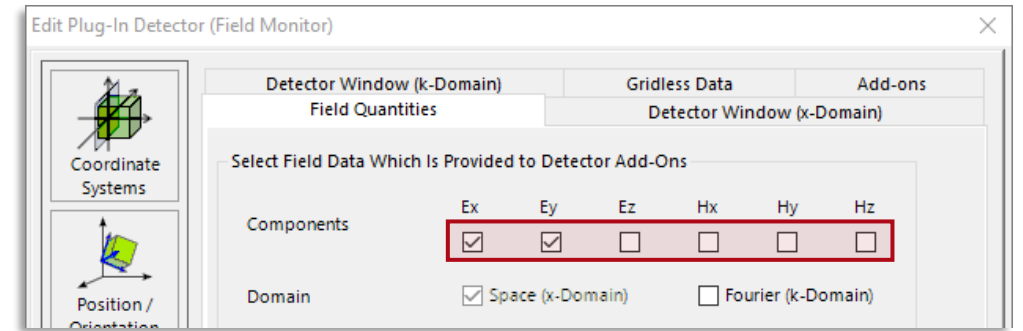 Edit Plug-In Detector (Field Monitor)
Detector Window (k-Domain) Gridless Data Add-ons
Field Quantities Detector Window (x-Domain)
Coordinate
Systems
Position /
Orientation
Select Field Data Which Is Provided to Detector Add-Ons
Ex Ey Ez Hx Hy Hz
Components
Domain Space (x-Domain) Fourier (k-Domain)